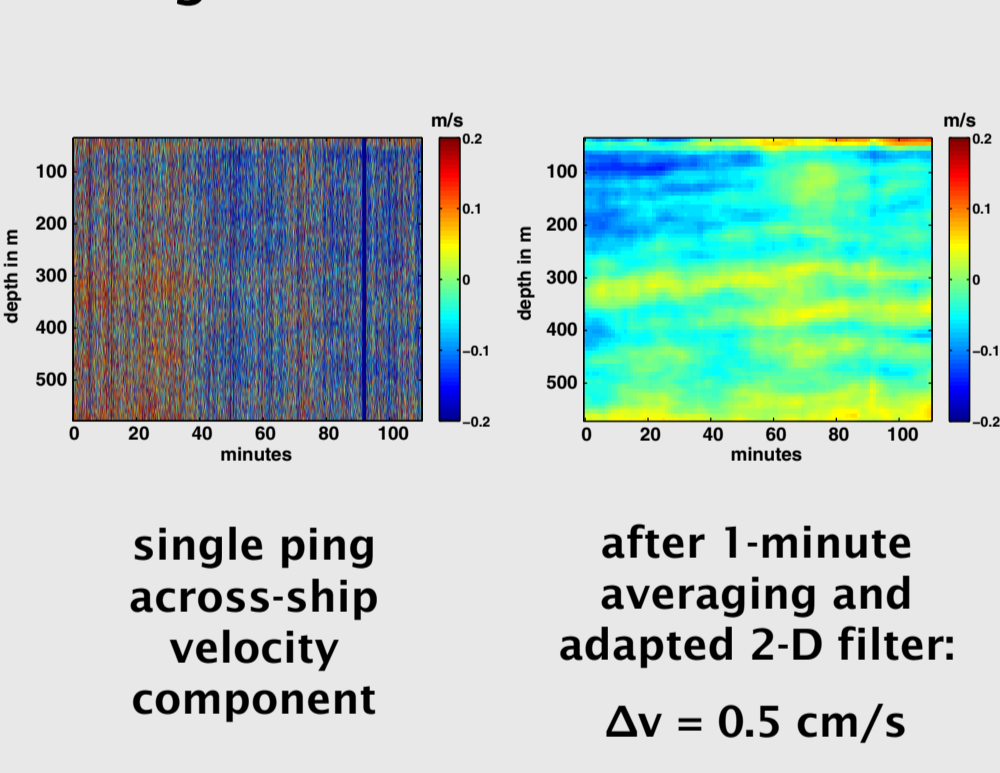 m/s
0.2
0.1
0
−0.1
−0.2
depth in m
100
200
300
400
500
0 20 40 60 80 100
minutes
m/s
0.2
0.1
0
−0.1
−0.2
depth in m
100
200
300
400
500
0 20 40 60 80 100
minutes
single ping
across-ship
velocity
component
after 1-minute
averaging and
adapted 2-D filter:
Δv = 0.5 cm/s